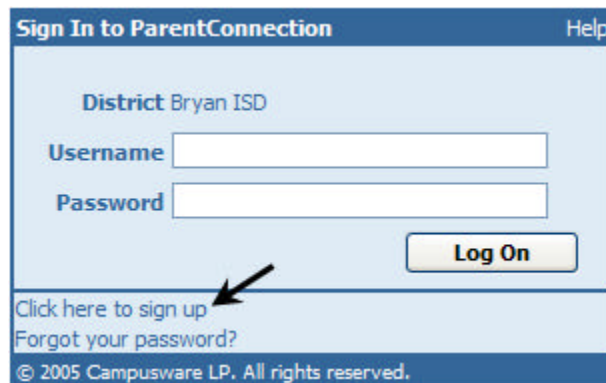 Sign In to ParentConnection Help
District Bryan ISD
Username
Password
Log On
Click here to sign up
Forgot your password?
© 2005 Campusware LP. All rights reserved.